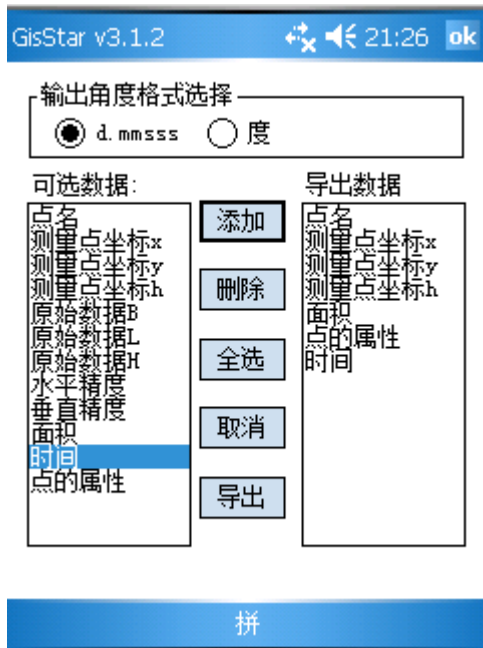 GisStar v3.1.2 21:26 ok
输出角度格式选择
d.mmsss 度
可选数据:
点名
测量点坐标x
测量点坐标y
测量点坐标h
原始数据B
原始数据L
原始数据H
水平精度
垂直精度
面积
时间
点的属性
添加
删除
全选
取消
导出
导出数据
点名
测量点坐标x
测量点坐标y
测量点坐标h
面积
点的属性
时间
拼